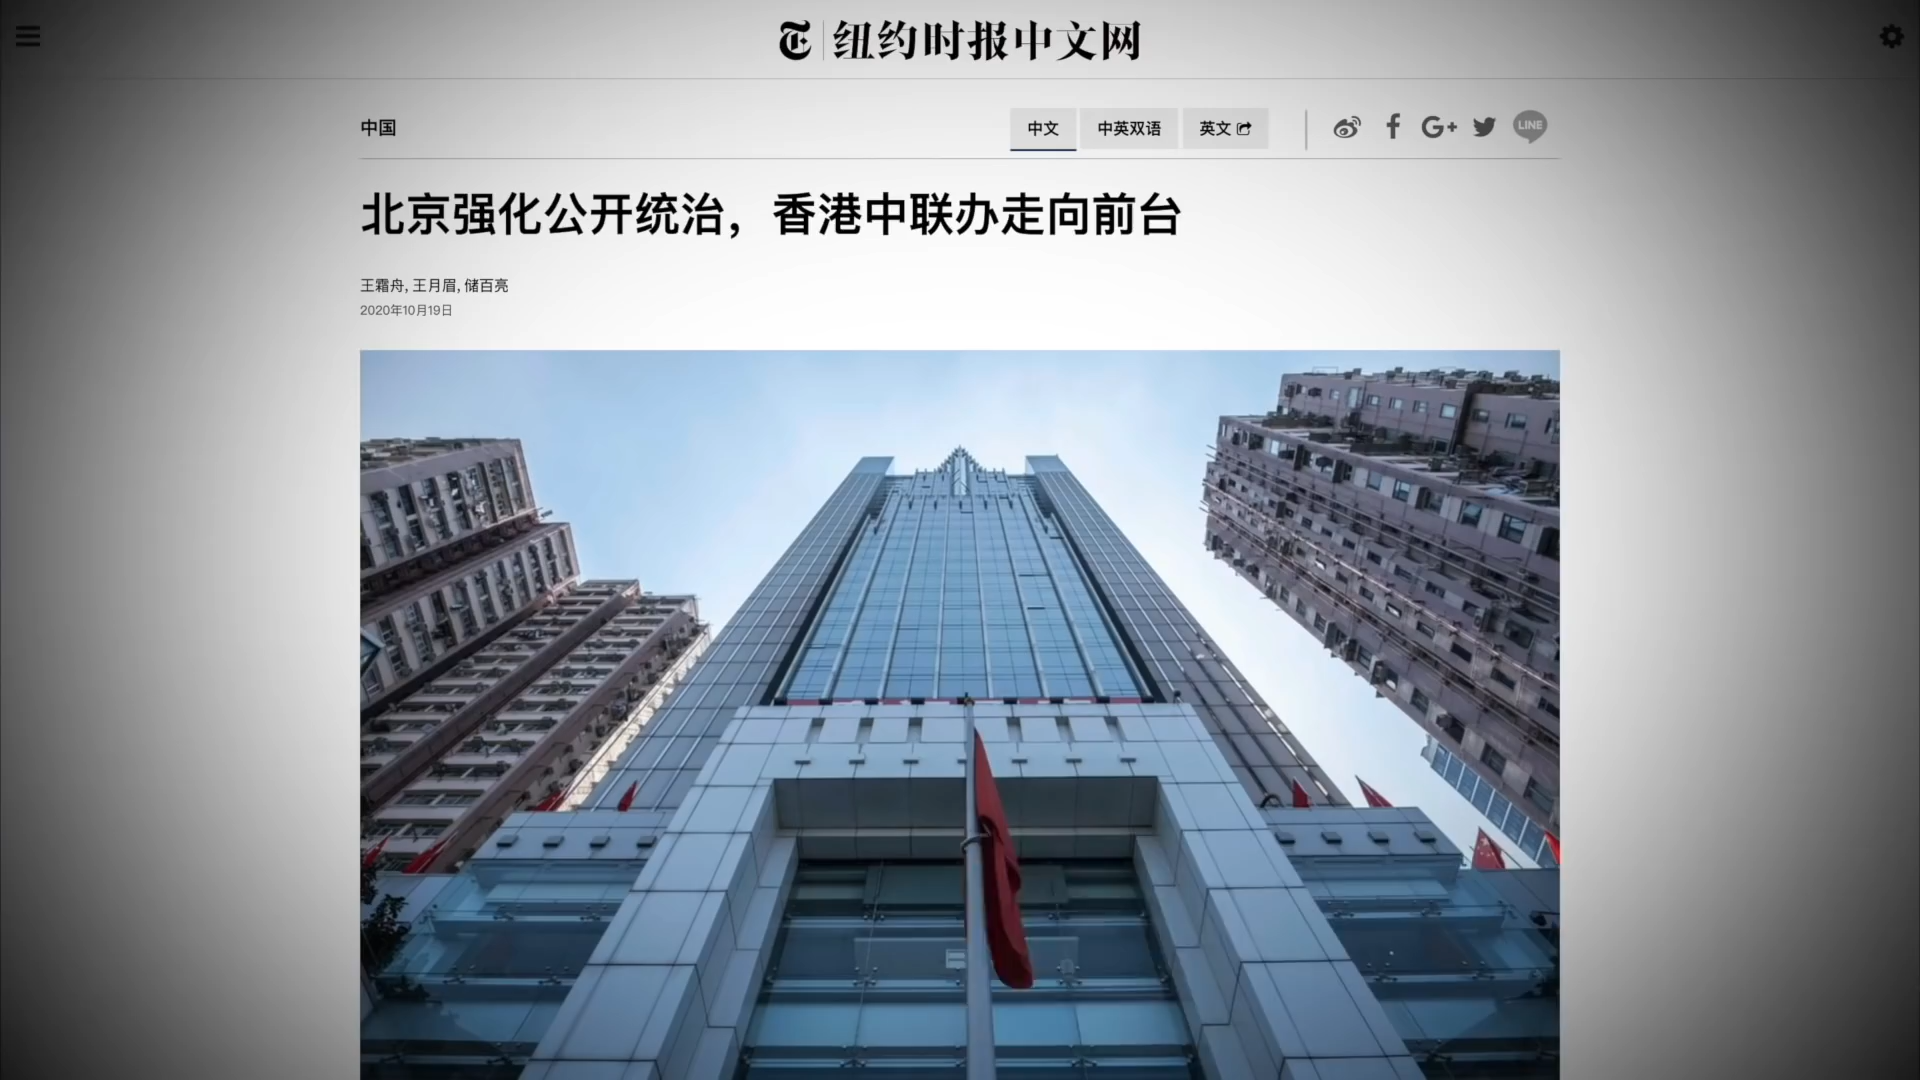 纽约时报中文网
中国
中文 中英双语 英文
LINE
北京强化公开统治，香港中联办走向前台
王霜舟, 王月眉, 储百亮
2020年10月19日